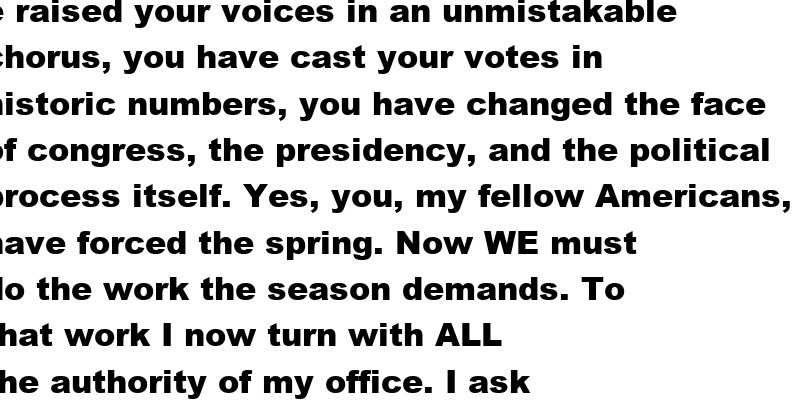 e raised your voices in an unmistakable
chorus, you have cast your votes in
historic numbers, you have changed the face
of congress, the presidency, and the political
process itself. Yes, you, my fellow Americans,
have forced the spring. Now WE must
do the work the season demands. To
that work I now turn with ALL
the authority of my office. I ask